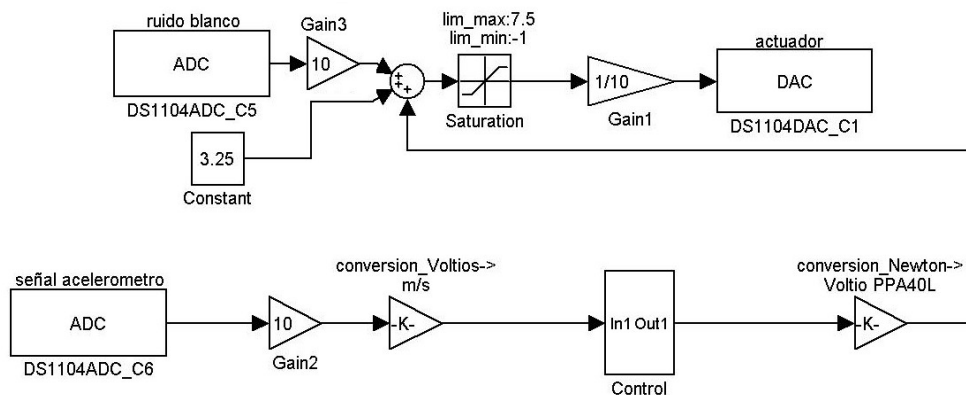 ruido blanco
ADC
DS1104ADC_C5
Gain3
10
3.25
Constant
+
+
+
lim_max:7.5
lim_min:-1
Saturation
1/10
Gain1
actuador
DAC
DS1104DAC_C1
señal acelerometro
ADC
DS1104ADC_C6
10
Gain2
conversion_Voltios->
m/s
-K-
In1 Out1
Control
conversion_Newton->
Voltio PPA40L
-K-